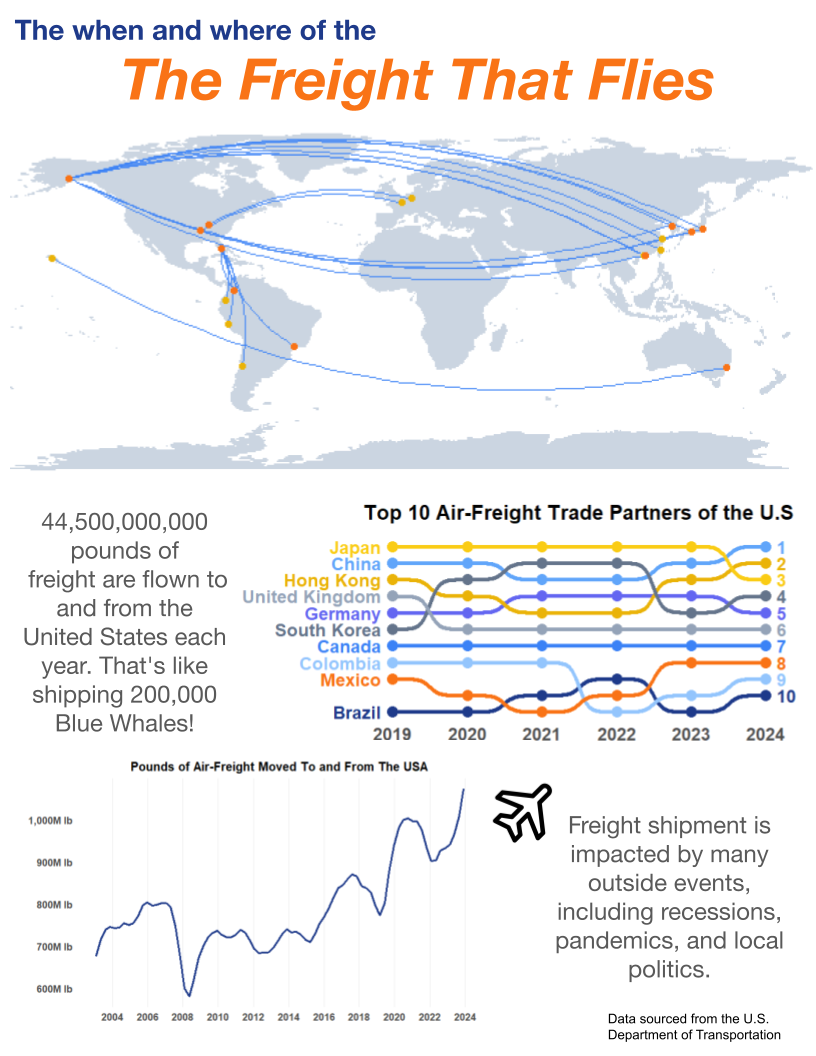 The when and where of the
The Freight That Flies
44,500,000,000
pounds of
freight are flown to
and from the
United States each
year. That's like
shipping 200,000
Blue Whales!
Top 10 Air-Freight Trade Partners of the U.S
Japan
China
Hong Kong
United Kingdom
Germany
South Korea
Canada
Colombia
Mexico
Brazil
1
2
3
4
5
6
7
8
9
10
2019 2020 2021 2022 2023 2024
Pounds of Air-Freight Moved To and From The USA
1,000M lb
900M lb
800M lb
700M lb
600M lb
2004 2006 2008 2010 2012 2014 2016 2018 2020 2022 2024
Freight shipment is
impacted by many
outside events,
including recessions,
pandemics, and local
politics.
Data sourced from the U.S.
Department of Transportation